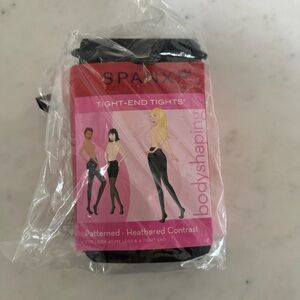 SPANX
TIGHT-END TIGHTS®
bodyshaping
Patterned - Heathered Contrast